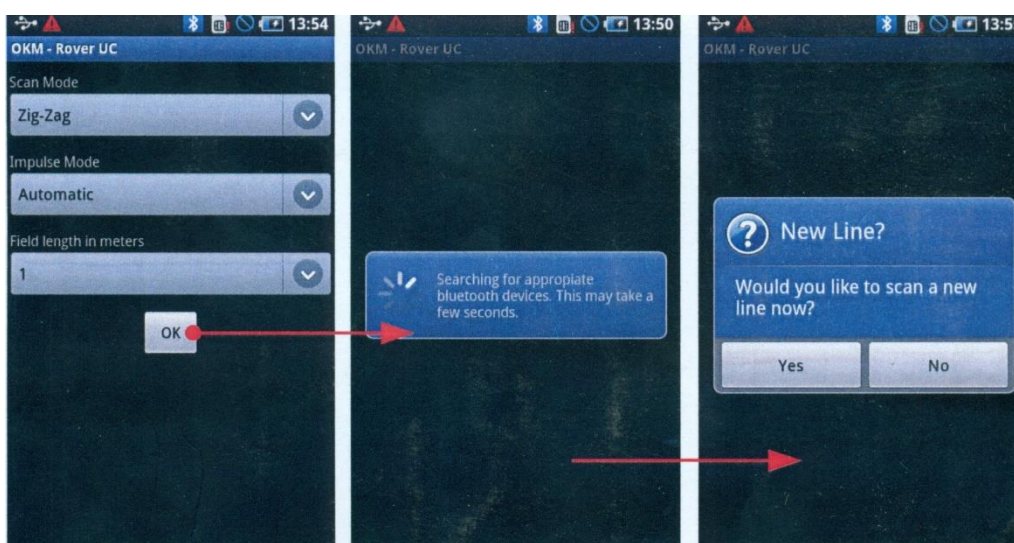 13:54
OKM - Rover UC
Scan Mode
Zig-Zag
Impulse Mode
Automatic
Field length in meters
1
OK
13:50
OKM - Rover UC
Searching for appropiate
bluetooth devices. This may take a
few seconds.
13:5
OKM - Rover UC
New Line?
Would you like to scan a new
line now?
Yes
No